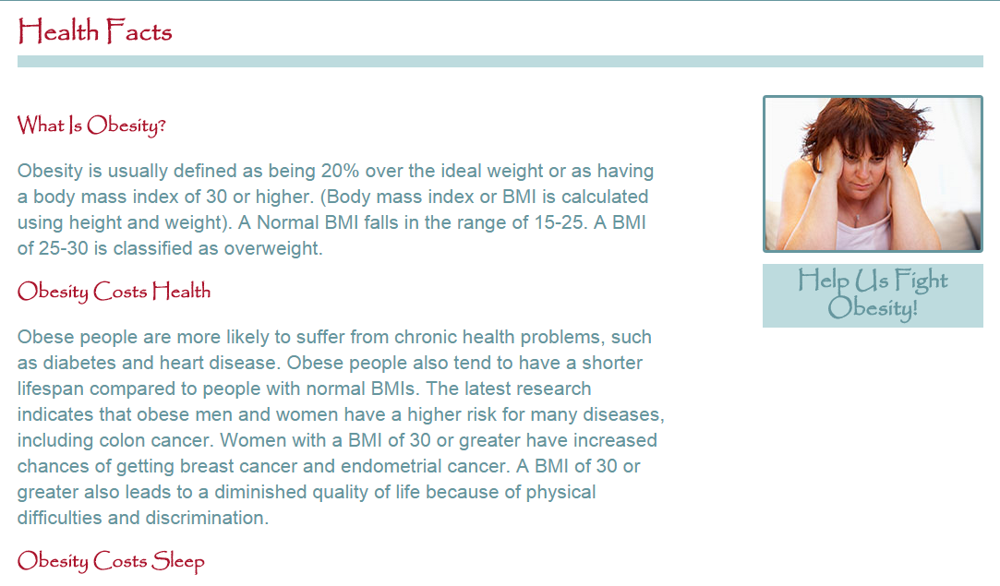 Health Facts
What Is Obesity?
Obesity is usually defined as being 20% over the ideal weight or as having
a body mass index of 30 or higher. (Body mass index or BMI is calculated
using height and weight). A Normal BMI falls in the range of 15-25. A BMI
of 25-30 is classified as overweight.
Obesity Costs Health
Obese people are more likely to suffer from chronic health problems, such
as diabetes and heart disease. Obese people also tend to have a shorter
lifespan compared to people with normal BMIs. The latest research
indicates that obese men and women have a higher risk for many diseases,
including colon cancer. Women with a BMI of 30 or greater have increased
chances of getting breast cancer and endometrial cancer. A BMI of 30 or
greater also leads to a diminished quality of life because of physical
difficulties and discrimination.
Obesity Costs Sleep
Help Us Fight
Obesity!